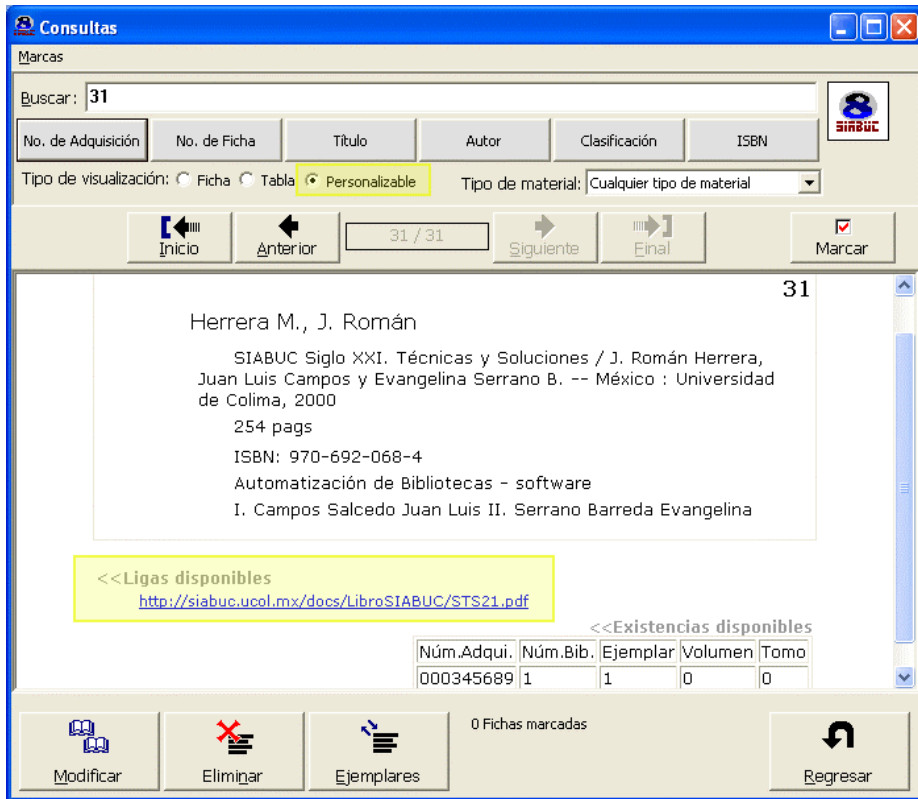 Consultas
Marcas
Buscar: 31
8
SIABUC
No. de Adquisición No. de Ficha Título Autor Clasificación ISBN
Tipo de visualización: Ficha Tabla Personalizable Tipo de material: Cualquier tipo de material
Inicio Anterior 31 / 31 Siguiente Final Marcar
31
Herrera M., J. Román
SIABUC Siglo XXI. Técnicas y Soluciones / J. Román Herrera,
Juan Luis Campos y Evangelina Serrano B. -- México : Universidad
de Colima, 2000
254 pags
ISBN: 970-692-068-4
Automatización de Bibliotecas - software
I. Campos Salcedo Juan Luis II. Serrano Barreda Evangelina
<<Ligas disponibles
http://siabuc.ucol.mx/docs/LibroSIABUC/STS21.pdf
<<Existencias disponibles
Núm.Adqui. Núm.Bib. Ejemplar Volumen Tomo
000345689 1 1 0 0
0 Fichas marcadas
Modificar Eliminar Ejemplares Regresar